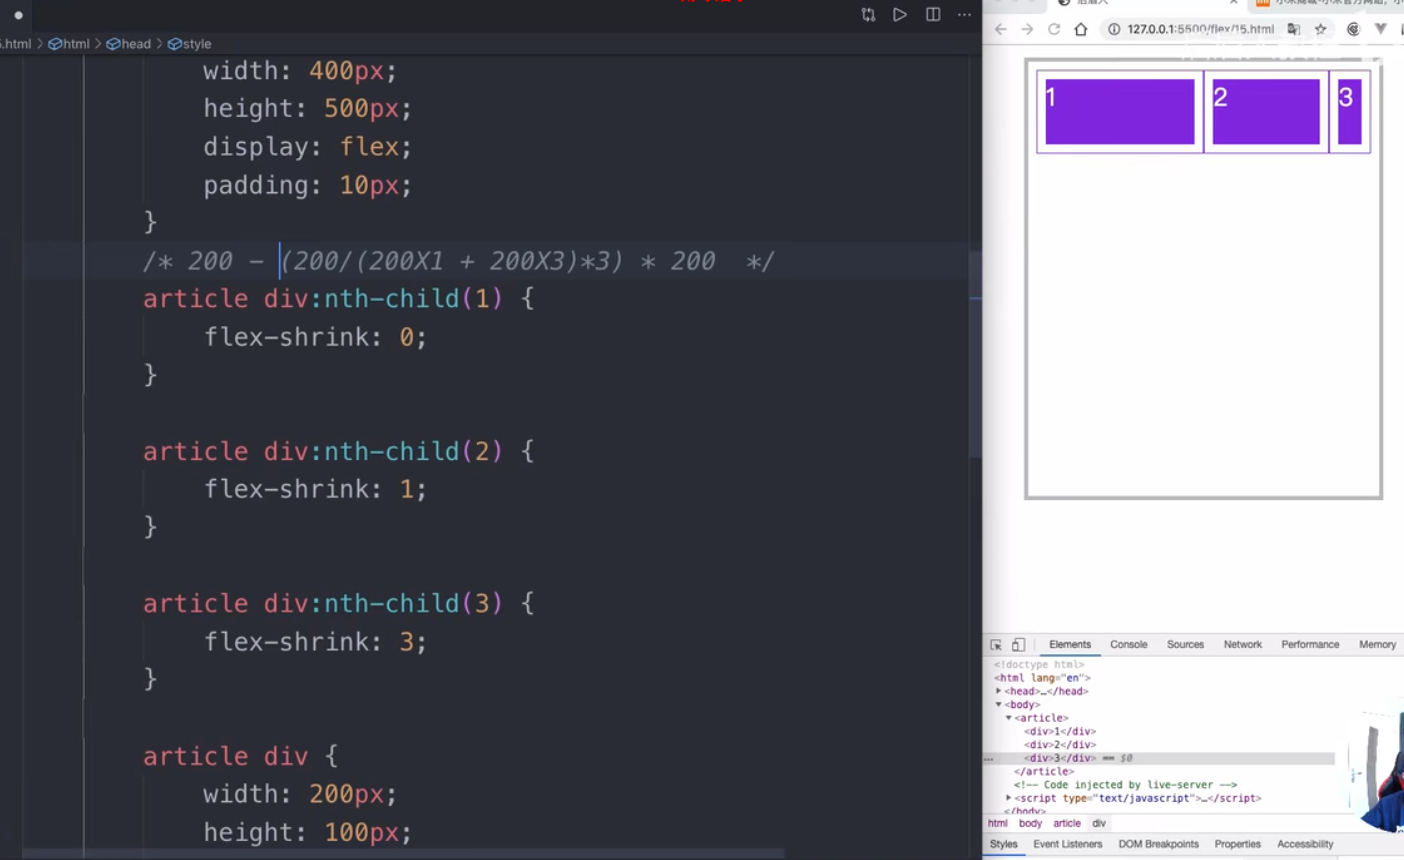 .html > html > head > style
127.0.0.1:5500/flex/15.html
width: 400px;
height: 500px;
display: flex;
padding: 10px;
}
/* 200 - (200/(200X1 + 200X3)*3) * 200  */
article div:nth-child(1) {
flex-shrink: 0;
}
article div:nth-child(2) {
flex-shrink: 1;
}
article div:nth-child(3) {
flex-shrink: 3;
}
article div {
width: 200px;
height: 100px;
1 2 3
Elements Console Sources Network Performance Memory
<!doctype html>
<html lang="en">
▶<head>…</head>
▼<body>
▼<article>
<div>1</div>
<div>2</div>
... <div>3</div> == $0
</article>
<!-- Code injected by live-server -->
▶<script type="text/javascript">…</script>
</body>
html body article div
Styles Event Listeners DOM Breakpoints Properties Accessibility